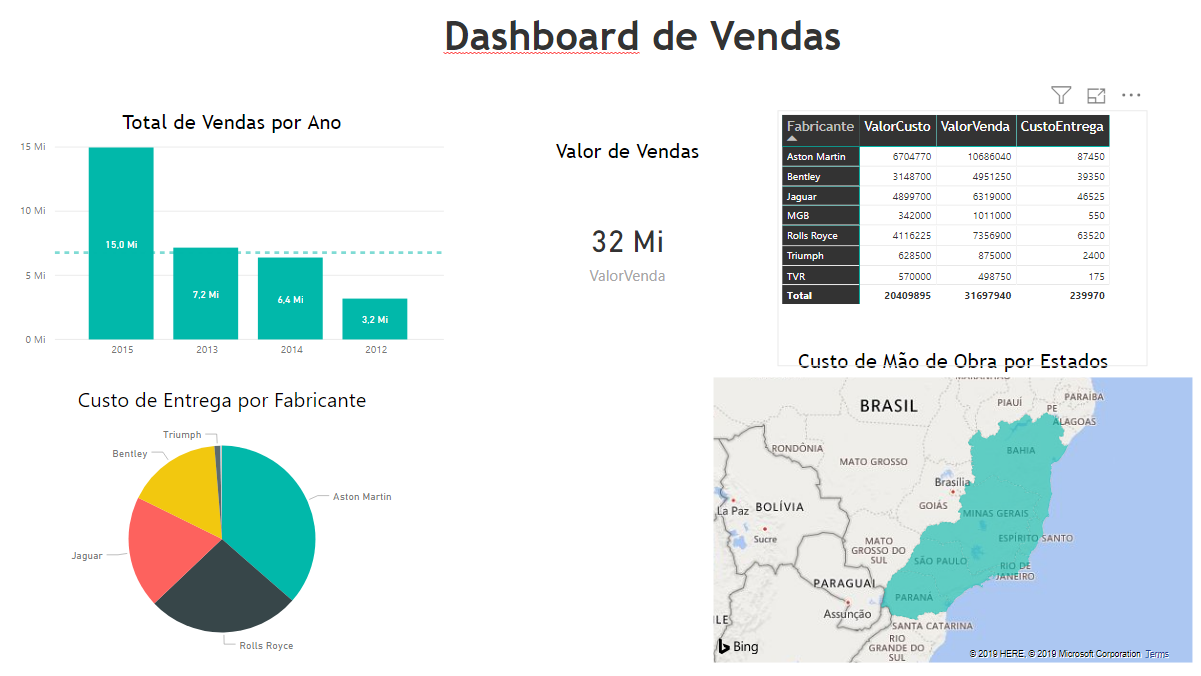 Dashboard de Vendas
Total de Vendas por Ano
15 Mi
10 Mi
5 Mi
0 Mi
15,0 Mi
7,2 Mi
6,4 Mi
3,2 Mi
2015 2013 2014 2012
Valor de Vendas
32 Mi
ValorVenda
Fabricante ValorCusto ValorVenda CustoEntrega
Aston Martin 6704770 10686040 87450
Bentley 3148700 4951250 39350
Jaguar 4899700 6319000 46525
MGB 342000 1011000 550
Rolls Royce 4116225 7356900 63520
Triumph 628500 875000 2400
TVR 570000 498750 175
Total 20409895 31697940 239970
Custo de Entrega por Fabricante
Triumph
Bentley
Aston Martin
Jaguar
Rolls Royce
Custo de Mão de Obra por Estados
MARANHÃO
PARAÍBA
PIAUÍ
PE
ALAGOAS
BRASIL
RONDÔNIA
BAHIA
MATO GROSSO
Brasília
GOIÁS
La Paz
BOLÍVIA
MINAS GERAIS
Sucre
MATO
GROSSO DO
SUL
ESPÍRITO SANTO
SÃO PAULO
RIO DE
JANEIRO
PARAGUAI
PARANÁ
Assunção
SANTA CATARINA
RIO
GRANDE DO
SUL
ILE
Bing
© 2019 HERE, © 2019 Microsoft Corporation Terms